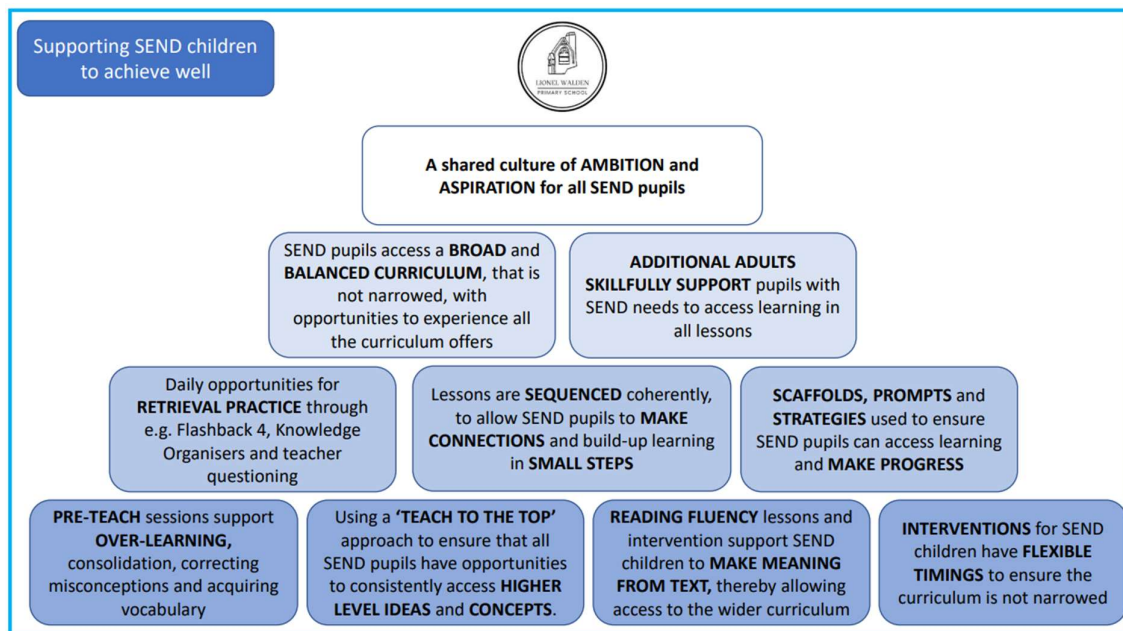 Supporting SEND children
to achieve well
LIONEL WALDEN
PRIMARY SCHOOL
A shared culture of AMBITION and
ASPIRATION for all SEND pupils
SEND pupils access a BROAD and
BALANCED CURRICULUM, that is
not narrowed, with
opportunities to experience all
the curriculum offers
ADDITIONAL ADULTS
SKILLFULLY SUPPORT pupils with
SEND needs to access learning in
all lessons
Daily opportunities for
RETRIEVAL PRACTICE through
e.g. Flashback 4, Knowledge
Organisers and teacher
questioning
Lessons are SEQUENCED coherently,
to allow SEND pupils to MAKE
CONNECTIONS and build-up learning
in SMALL STEPS
SCAFFOLDS, PROMPTS and
STRATEGIES used to ensure
SEND pupils can access learning
and MAKE PROGRESS
PRE-TEACH sessions support
OVER-LEARNING,
consolidation, correcting
misconceptions and acquiring
vocabulary
Using a ‘TEACH TO THE TOP’
approach to ensure that all
SEND pupils have opportunities
to consistently access HIGHER
LEVEL IDEAS and CONCEPTS.
READING FLUENCY lessons and
intervention support SEND
children to MAKE MEANING
FROM TEXT, thereby allowing
access to the wider curriculum
INTERVENTIONS for SEND
children have FLEXIBLE
TIMINGS to ensure the
curriculum is not narrowed